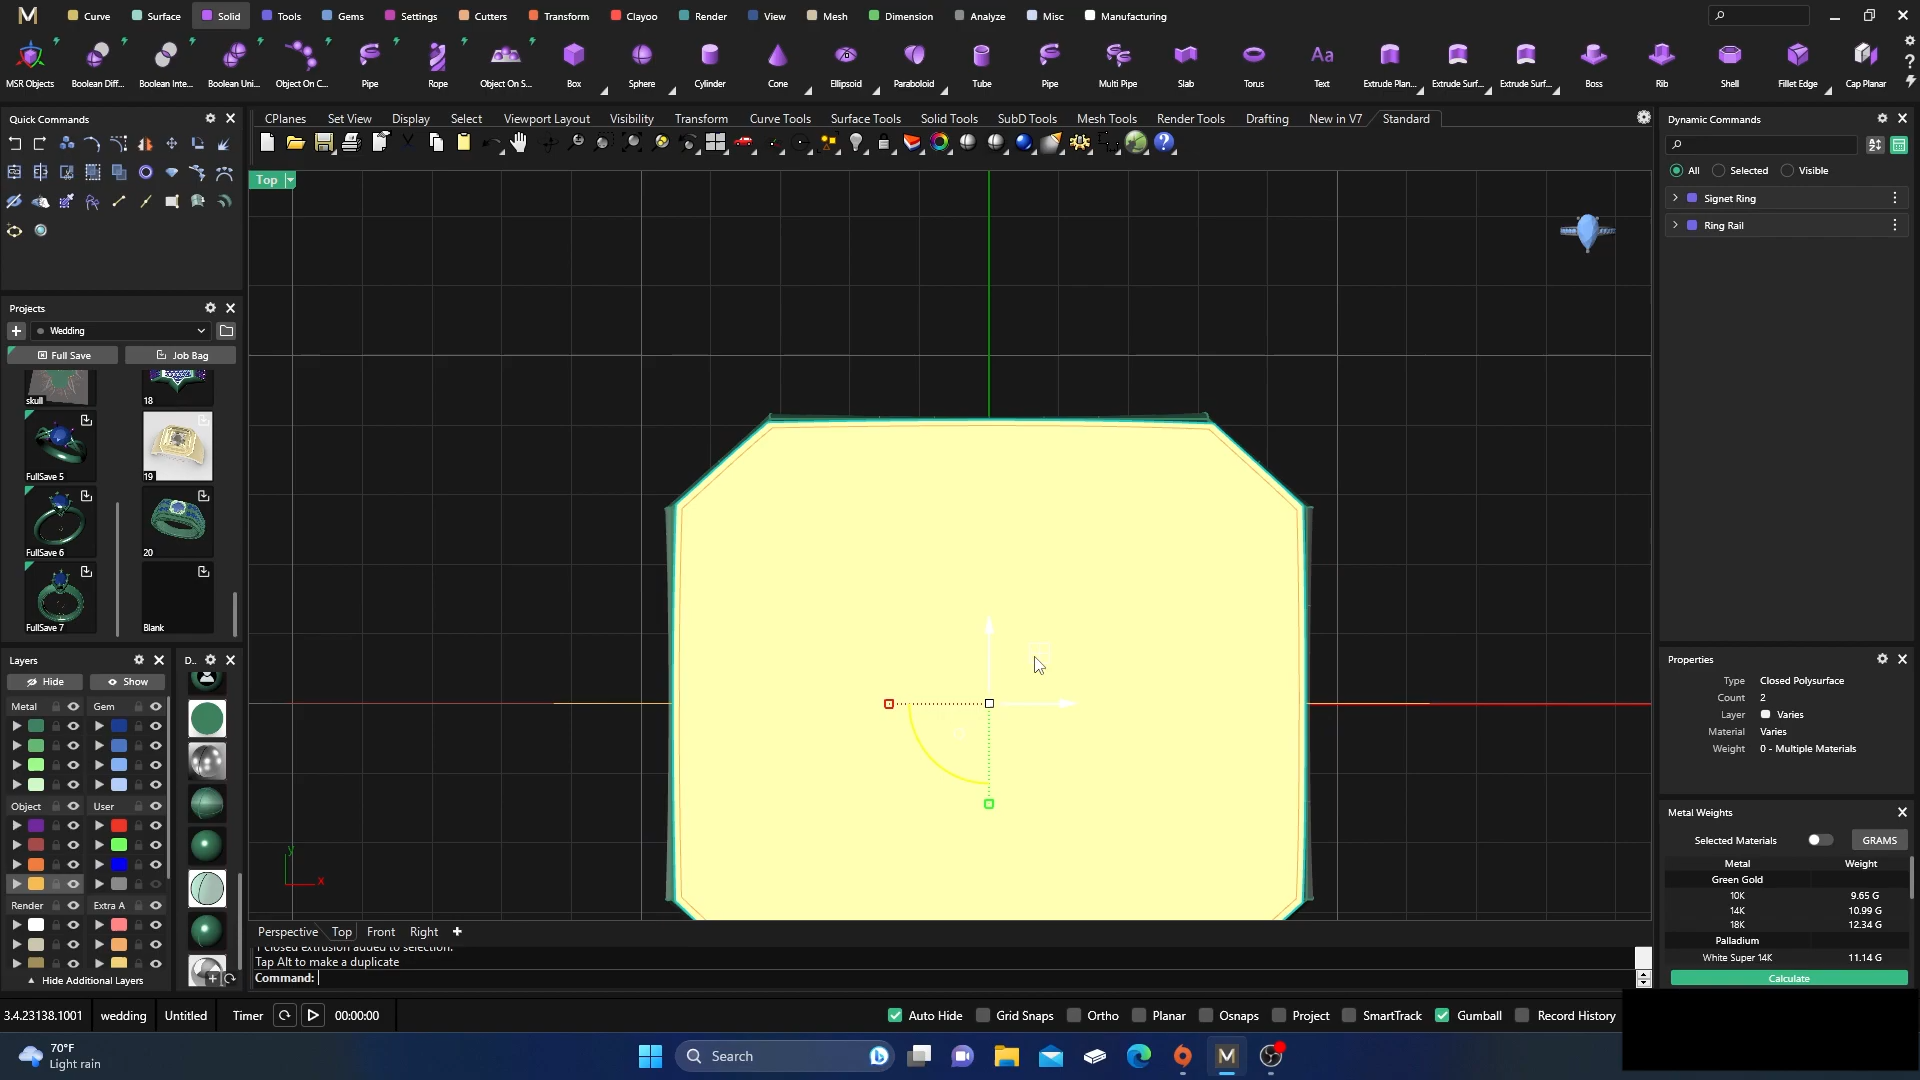 M Curve Surface Solid Tools Gems Settings Cutters Transform Clayoo Render View Mesh Dimension Analyze Misc Manufacturing
MSR Objects Boolean Diff... Boolean Inte... Boolean Uni... Object On C... Pipe Rope Object On S... Box Sphere Cylinder Cone Ellipsoid Paraboloid Tube Pipe Multi Pipe Slab Torus Text Extrude Plan... Extrude Surf... Extrude Surf... Boss Rib Shell Fillet Edge Cap Planar
Quick Commands
CPlanes Set View Display Select Viewport Layout Visibility Transform Curve Tools Surface Tools Solid Tools SubD Tools Mesh Tools Render Tools Drafting New in V7 Standard
Dynamic Commands
All Selected Visible
Signet Ring
Ring Rail
Top
Projects
Wedding
Full Save Job Bag
skull 18
FullSave 5 19
FullSave 6 20
FullSave 7 Blank
Layers D..
Hide Show
Metal Gem
Object User
Render Extra A
Hide Additional Layers
y
x
Properties
Type Closed Polysurface
Count 2
Layer Varies
Material Varies
Weight 0 - Multiple Materials
Metal Weights
Selected Materials GRAMS
Metal Weight
Green Gold
10K 9.65 G
14K 10.99 G
18K 12.34 G
Palladium
White Super 14K 11.14 G
Calculate
Perspective Top Front Right
1 closed extrusion added to selection.
Tap Alt to make a duplicate
Command:
3.4.23138.1001 wedding Untitled Timer 00:00:00 Auto Hide Grid Snaps Ortho Planar Osnaps Project SmartTrack Gumball Record History
70°F
Light rain
Search
M